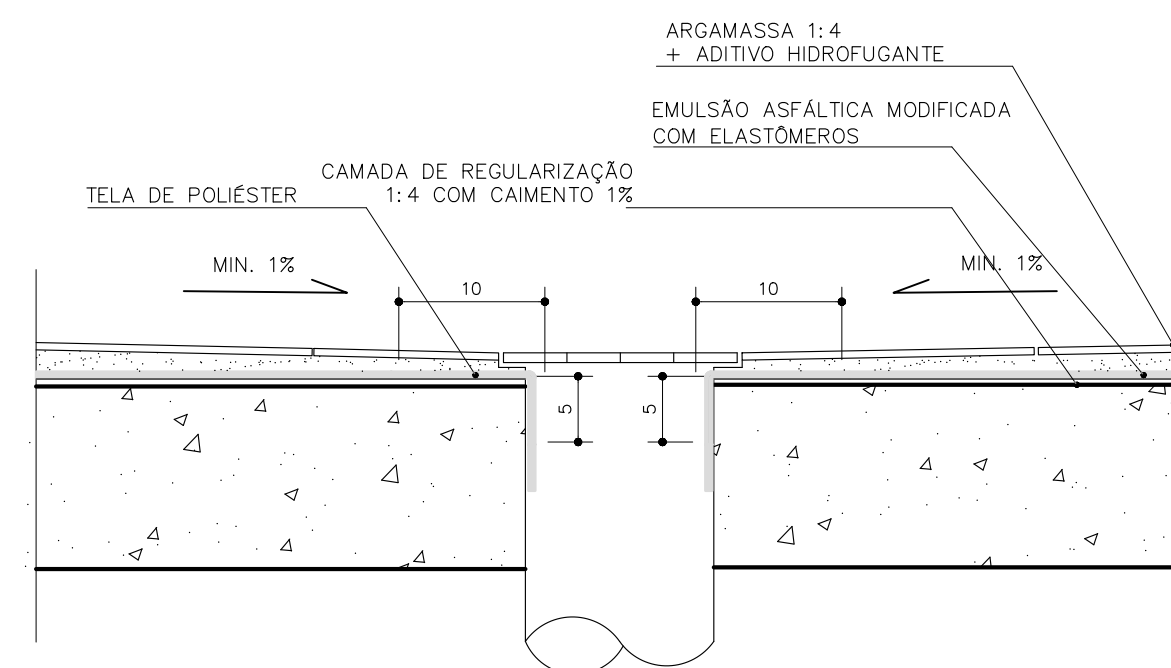 ARGAMASSA 1:4
+ ADITIVO HIDROFUGANTE
EMULSÃO ASFÁLTICA MODIFICADA
COM ELASTÔMEROS
CAMADA DE REGULARIZAÇÃO
1:4 COM CAIMENTO 1%
TELA DE POLIÉSTER
MIN. 1%
MIN. 1%
10
10
5
5